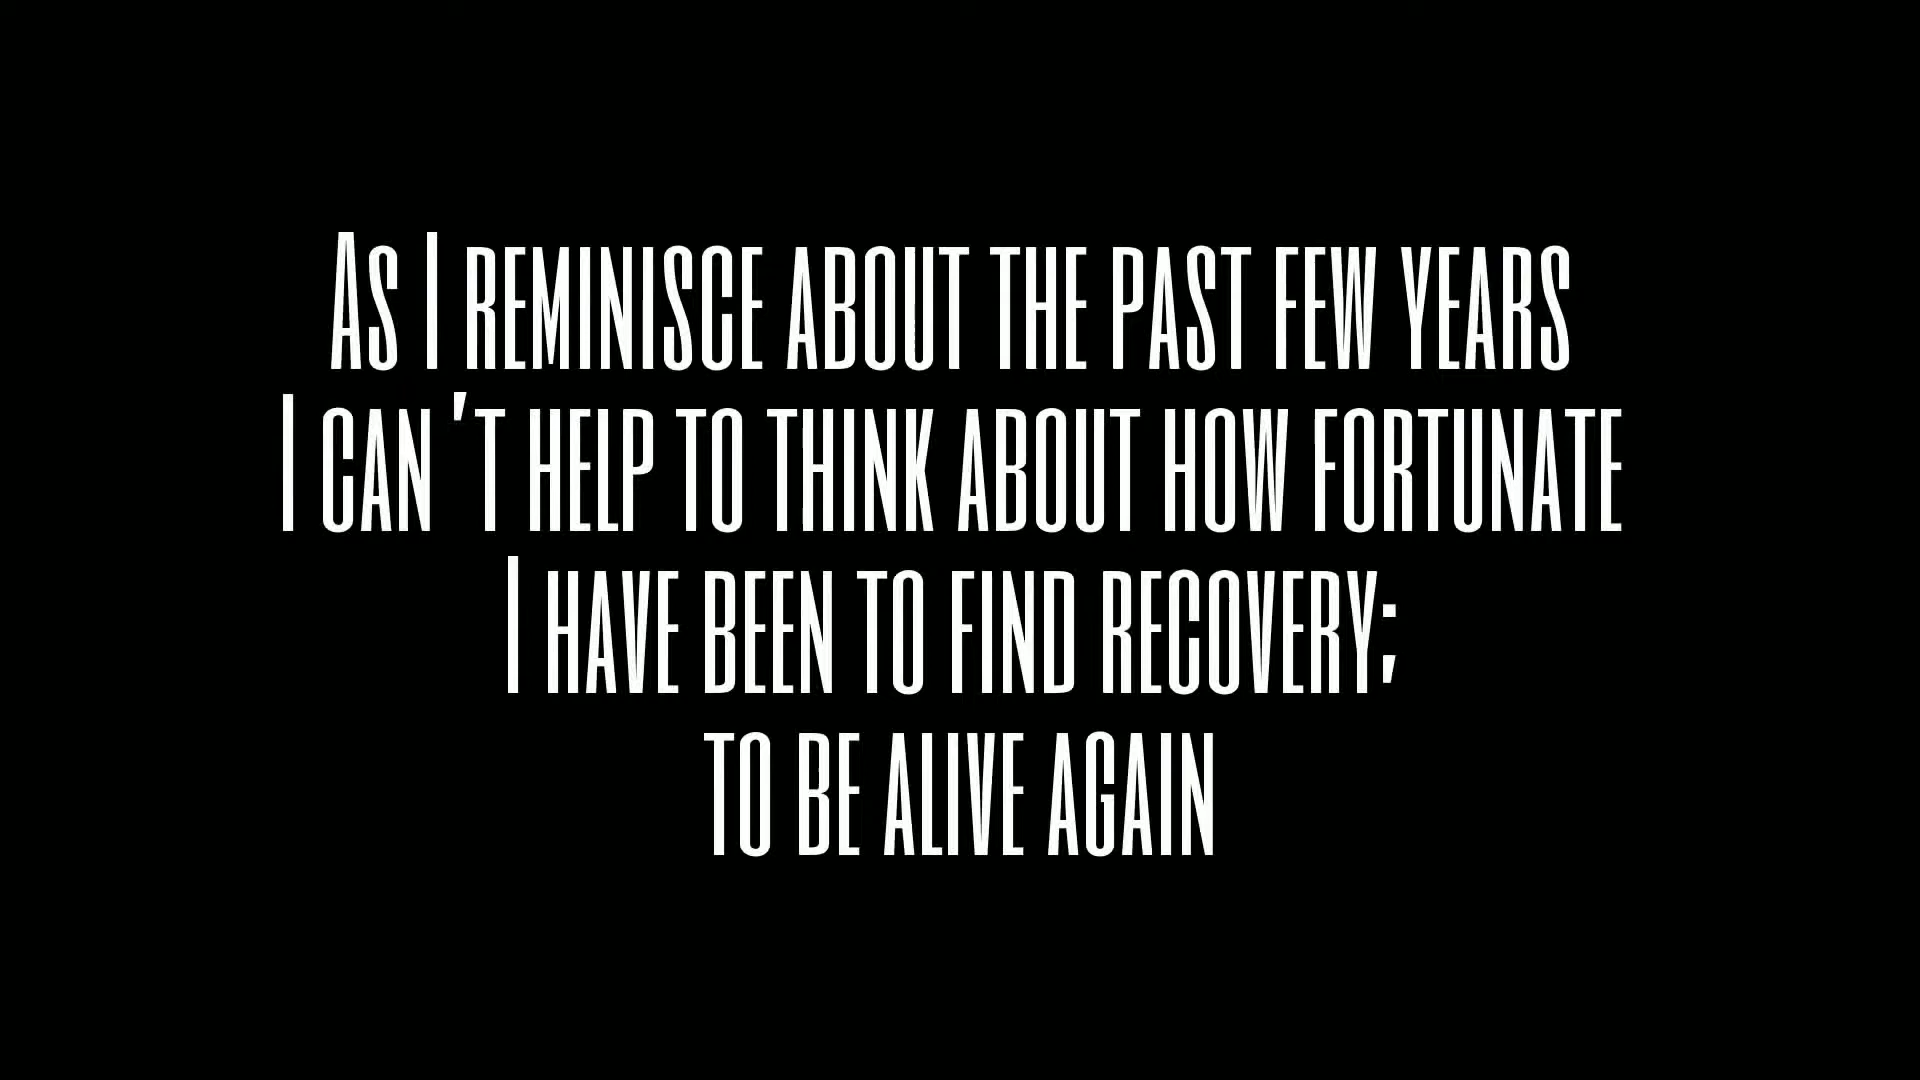 As I reminisce about the past few years
I can 't help to think about how fortunate
I have been to find recovery;
to be alive again